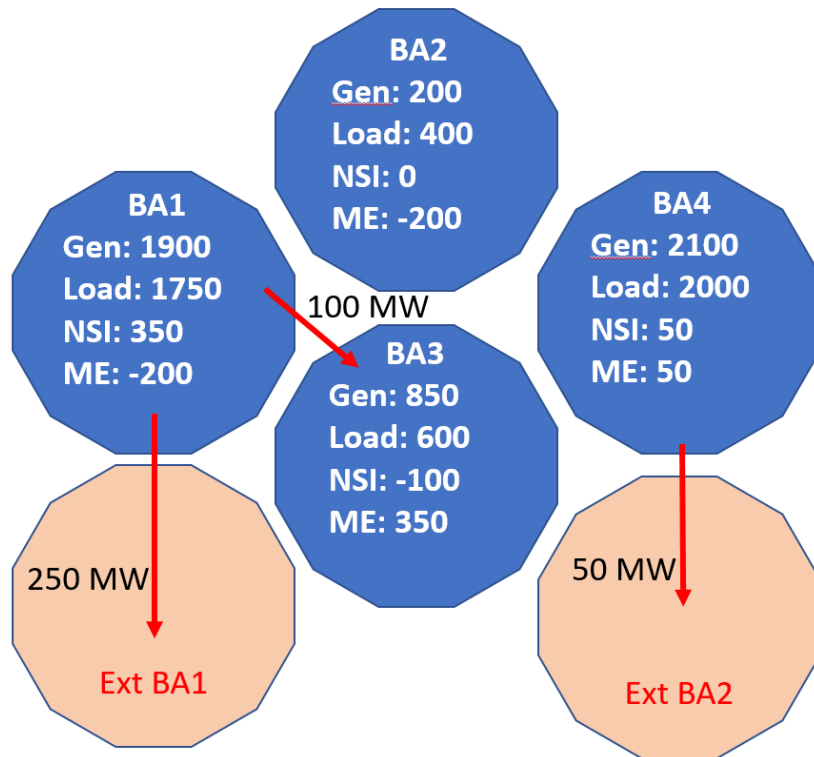 BA2
Gen: 200
Load: 400
NSI: 0
ME: -200
BA1
Gen: 1900
Load: 1750
NSI: 350
ME: -200
BA4
Gen: 2100
Load: 2000
NSI: 50
ME: 50
100 MW
BA3
Gen: 850
Load: 600
NSI: -100
ME: 350
250 MW
Ext BA1
50 MW
Ext BA2